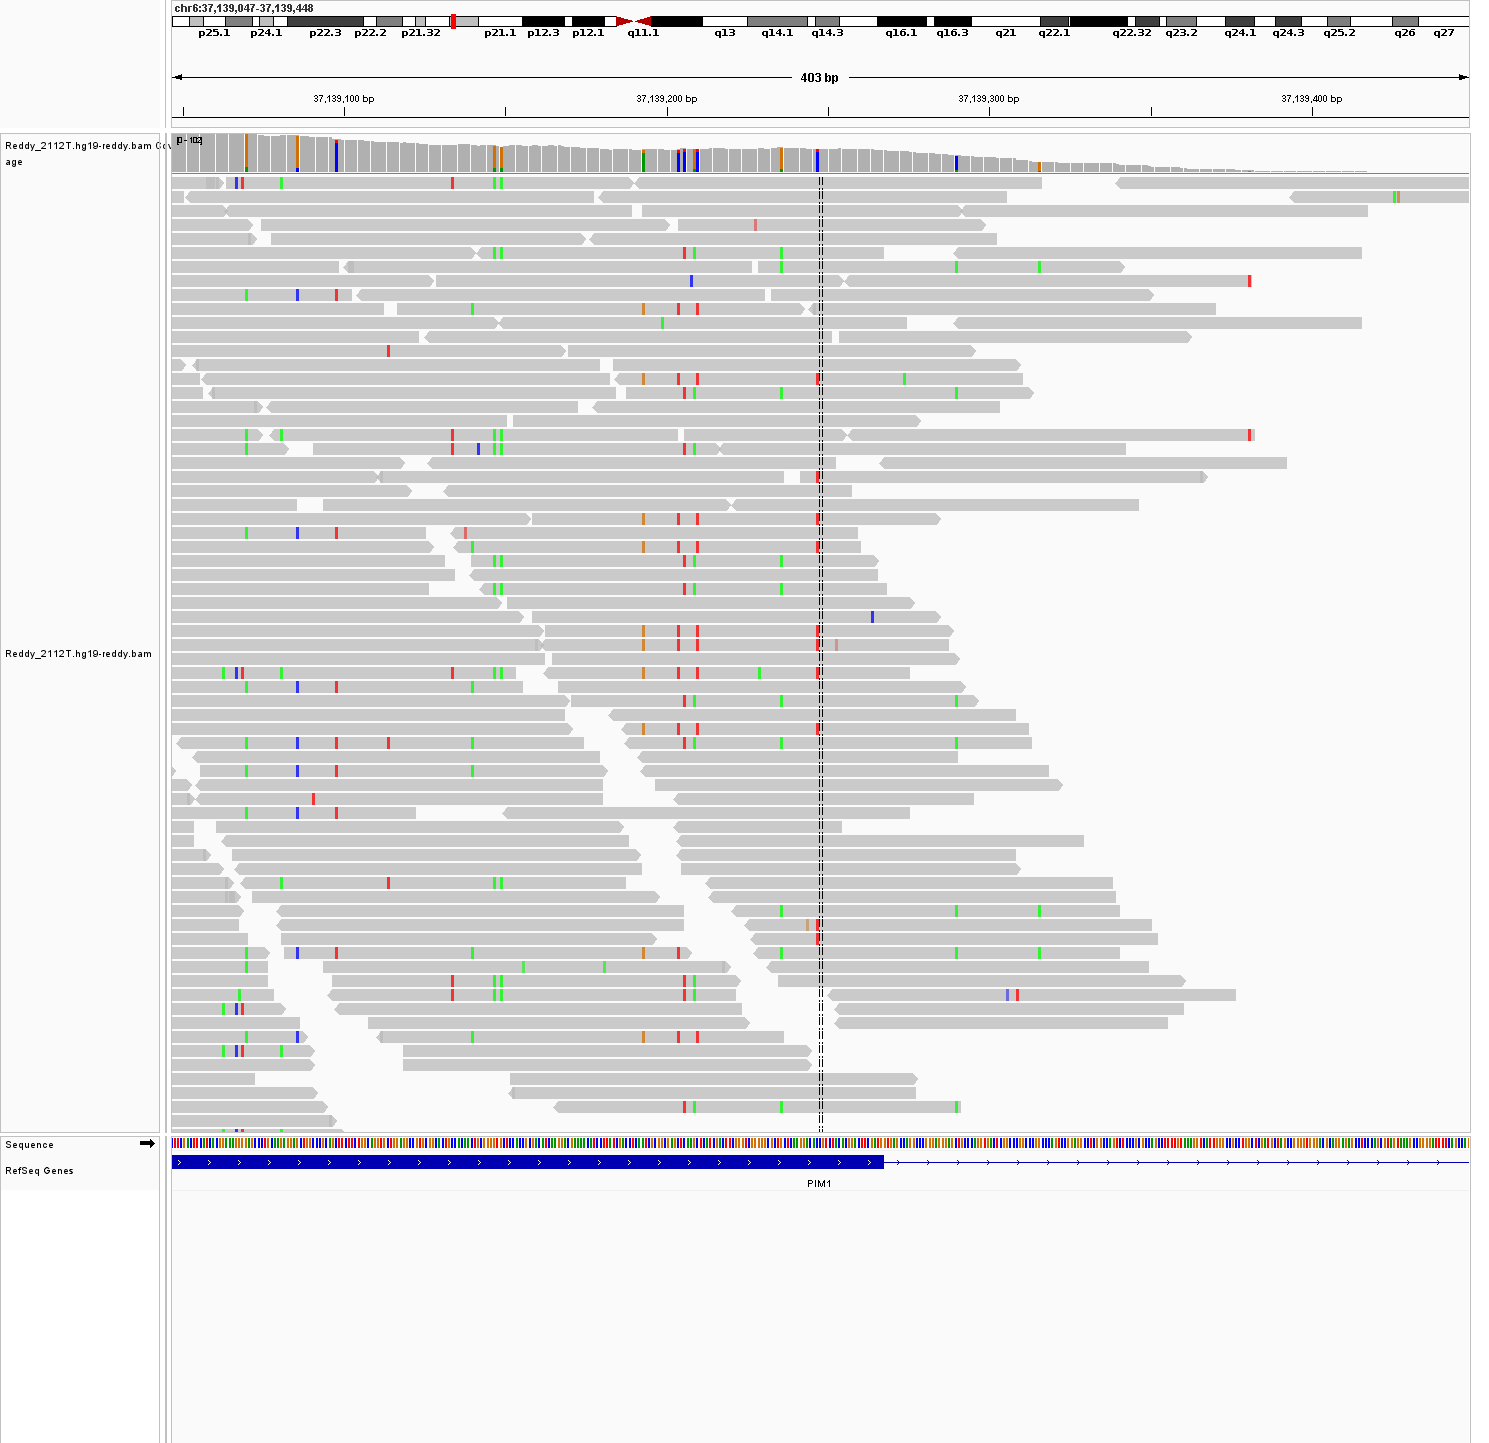 chr6:37,139,047-37,139,448
p25.1 p24.1 p22.3 p22.2 p21.32 p21.1 p12.3 p12.1 q11.1 q13 q14.1 q14.3 q16.1 q16.3 q21 q22.1 q22.32 q23.2 q24.1 q24.3 q25.2 q26 q27
403 bp
37,139,100 bp 37,139,200 bp 37,139,300 bp 37,139,400 bp
[0 - 102]
Reddy_2112T.hg19-reddy.bam Cov
age
Reddy_2112T.hg19-reddy.bam
Sequence
RefSeq Genes
PIM1